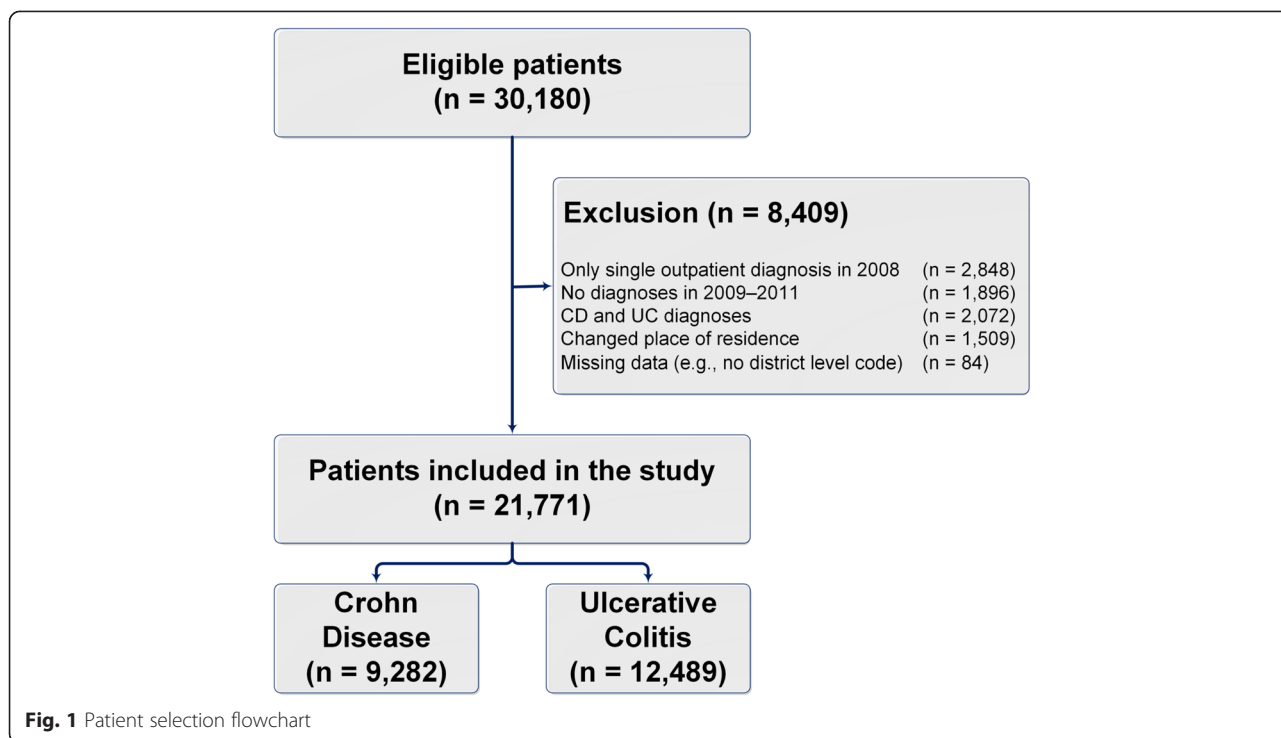 Eligible patients
(n = 30,180)
Exclusion (n = 8,409)
Only single outpatient diagnosis in 2008 (n = 2,848)
No diagnoses in 2009–2011 (n = 1,896)
CD and UC diagnoses (n = 2,072)
Changed place of residence (n = 1,509)
Missing data (e.g., no district level code) (n = 84)
Patients included in the study
(n = 21,771)
Crohn
Disease
(n = 9,282)
Ulcerative
Colitis
(n = 12,489)
Fig. 1 Patient selection flowchart